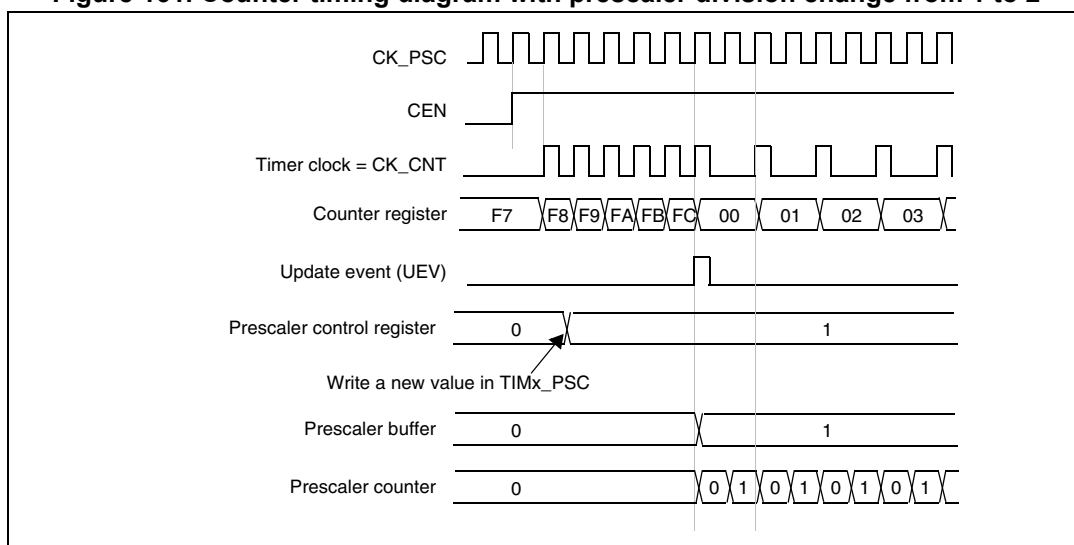 Figure Counter timing diagram with prescaler division change from 1 to 2
CK_PSC
CEN
Timer clock = CK_CNT
Counter register F7 F8 F9 FA FB FC 00 01 02 03
Update event (UEV)
Prescaler control register 0 1
Write a new value in TIMx_PSC
Prescaler buffer 0 1
Prescaler counter 0 0 1 0 1 0 1 0 1